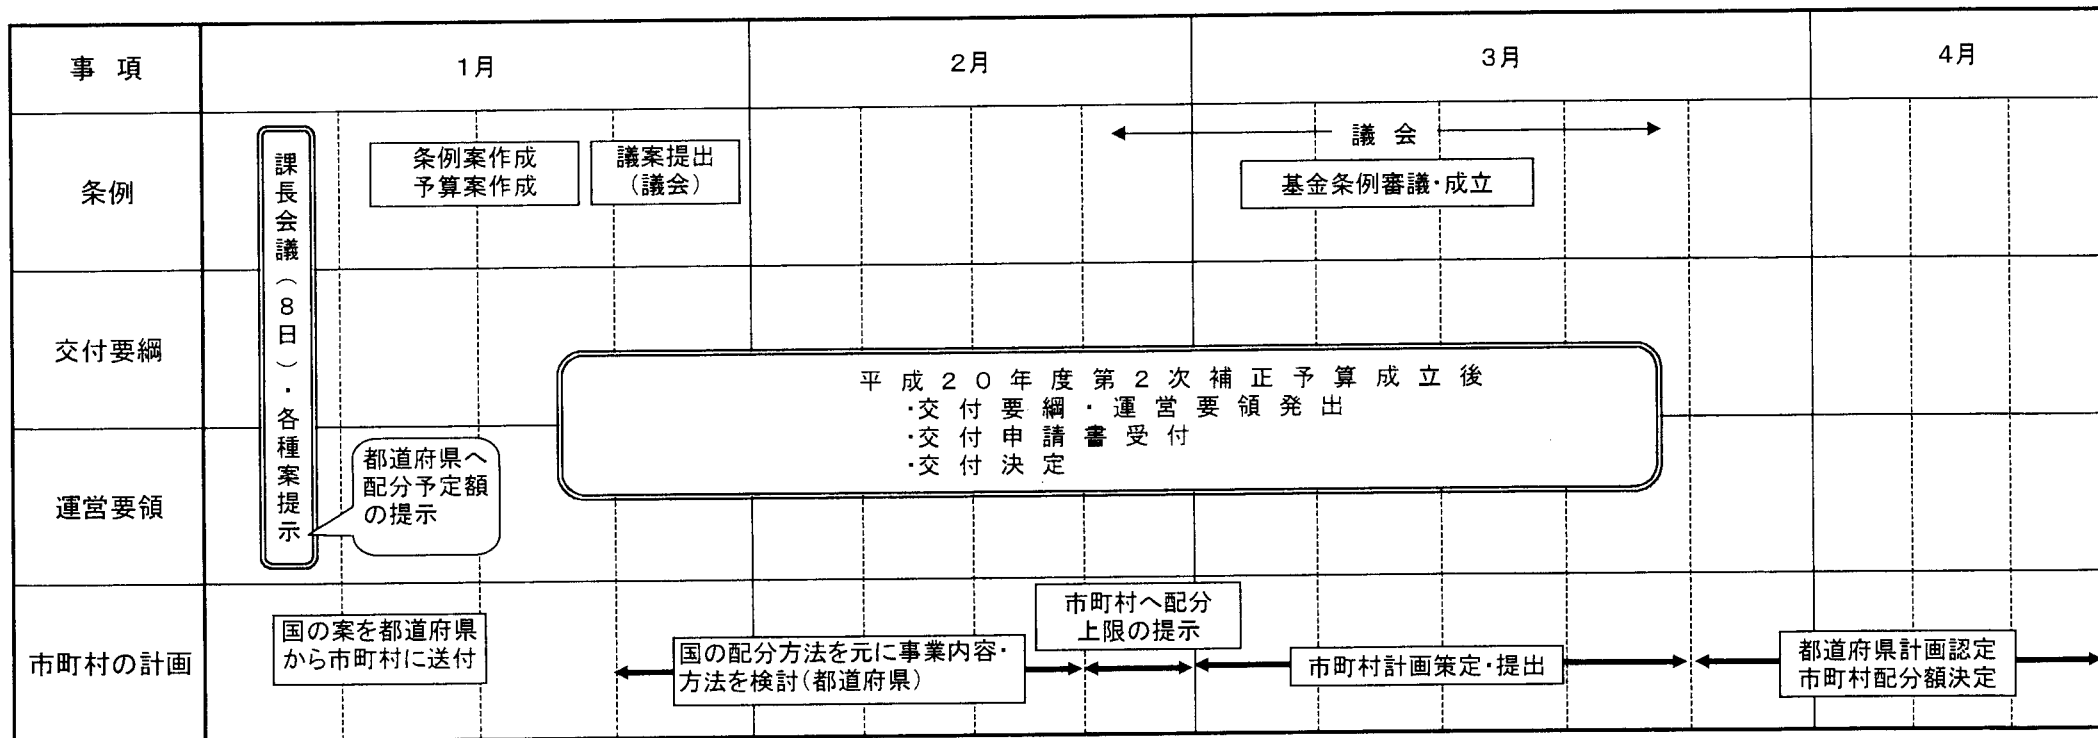 事 項
1月
2月
3月
4月
条例
課長会議（8日）・各種案提示
条例案作成
予算案作成
議案提出
（議会）
議 会
基金条例審議・成立
交付要綱
平成２０年度第２次補正予算成立後
・交付要綱・運営要領発出
・交付申請書受付
・交付決定
運営要領
都道府県へ
配分予定額
の提示
市町村の計画
国の案を都道府県
から市町村に送付
国の配分方法を元に事業内容・
方法を検討（都道府県）
市町村へ配分
上限の提示
市町村計画策定・提出
都道府県計画認定
市町村配分額決定